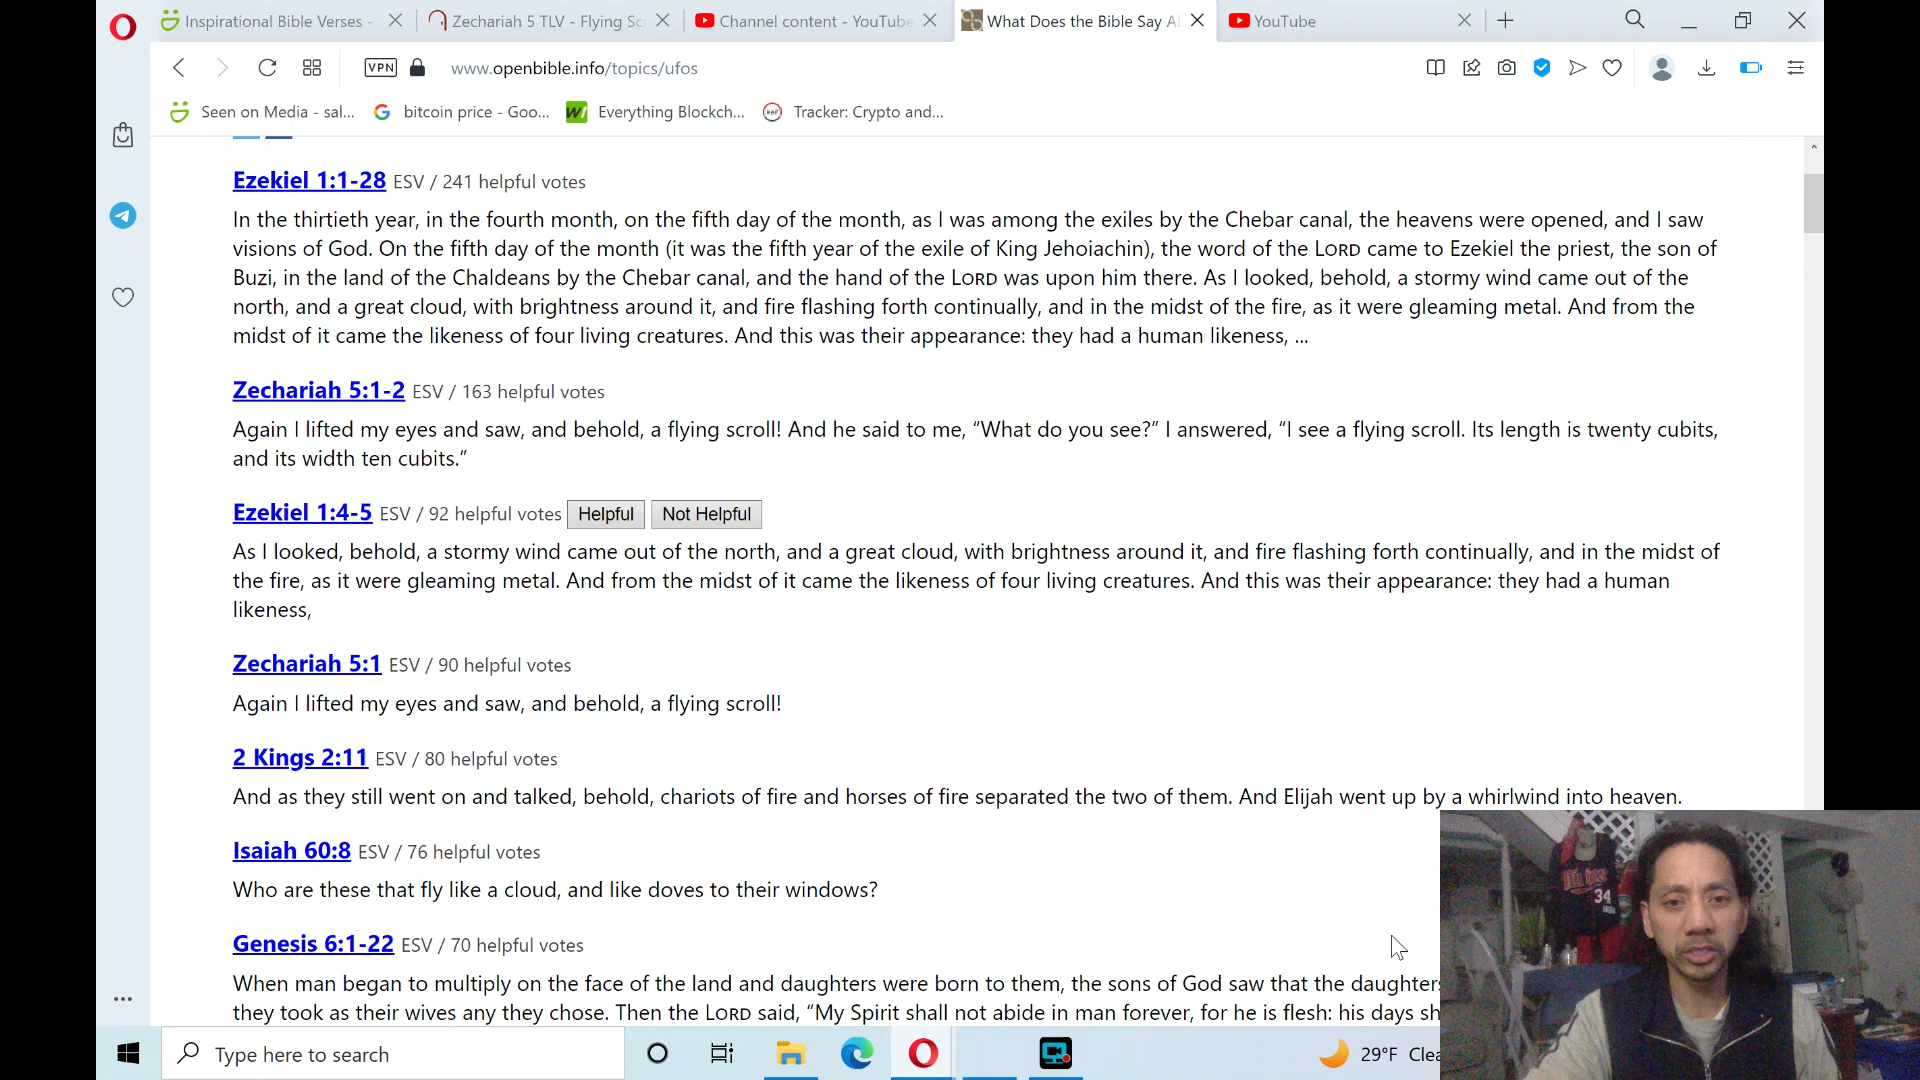 Inspirational Bible Verses -
Zechariah 5 TLV - Flying Sc
Channel content - YouTube
What Does the Bible Say Al
YouTube
VPN
www.openbible.info/topics/ufos
Seen on Media - sal...
bitcoin price - Goo...
Everything Blockch...
Tracker: Crypto and...
Ezekiel 1:1-28 ESV / 241 helpful votes
In the thirtieth year, in the fourth month, on the fifth day of the month, as I was among the exiles by the Chebar canal, the heavens were opened, and I saw
visions of God. On the fifth day of the month (it was the fifth year of the exile of King Jehoiachin), the word of the LORD came to Ezekiel the priest, the son of
Buzi, in the land of the Chaldeans by the Chebar canal, and the hand of the LORD was upon him there. As I looked, behold, a stormy wind came out of the
north, and a great cloud, with brightness around it, and fire flashing forth continually, and in the midst of the fire, as it were gleaming metal. And from the
midst of it came the likeness of four living creatures. And this was their appearance: they had a human likeness, ...
Zechariah 5:1-2 ESV / 163 helpful votes
Again I lifted my eyes and saw, and behold, a flying scroll! And he said to me, “What do you see?” I answered, “I see a flying scroll. Its length is twenty cubits,
and its width ten cubits.”
Ezekiel 1:4-5 ESV / 92 helpful votes Helpful Not Helpful
As I looked, behold, a stormy wind came out of the north, and a great cloud, with brightness around it, and fire flashing forth continually, and in the midst of
the fire, as it were gleaming metal. And from the midst of it came the likeness of four living creatures. And this was their appearance: they had a human
likeness,
Zechariah 5:1 ESV / 90 helpful votes
Again I lifted my eyes and saw, and behold, a flying scroll!
2 Kings 2:11 ESV / 80 helpful votes
And as they still went on and talked, behold, chariots of fire and horses of fire separated the two of them. And Elijah went up by a whirlwind into heaven.
Isaiah 60:8 ESV / 76 helpful votes
Who are these that fly like a cloud, and like doves to their windows?
Genesis 6:1-22 ESV / 70 helpful votes
When man began to multiply on the face of the land and daughters were born to them, the sons of God saw that the daughters
they took as their wives any they chose. Then the LORD said, “My Spirit shall not abide in man forever, for he is flesh: his days sh
Twins
34
Type here to search
29°F Clea